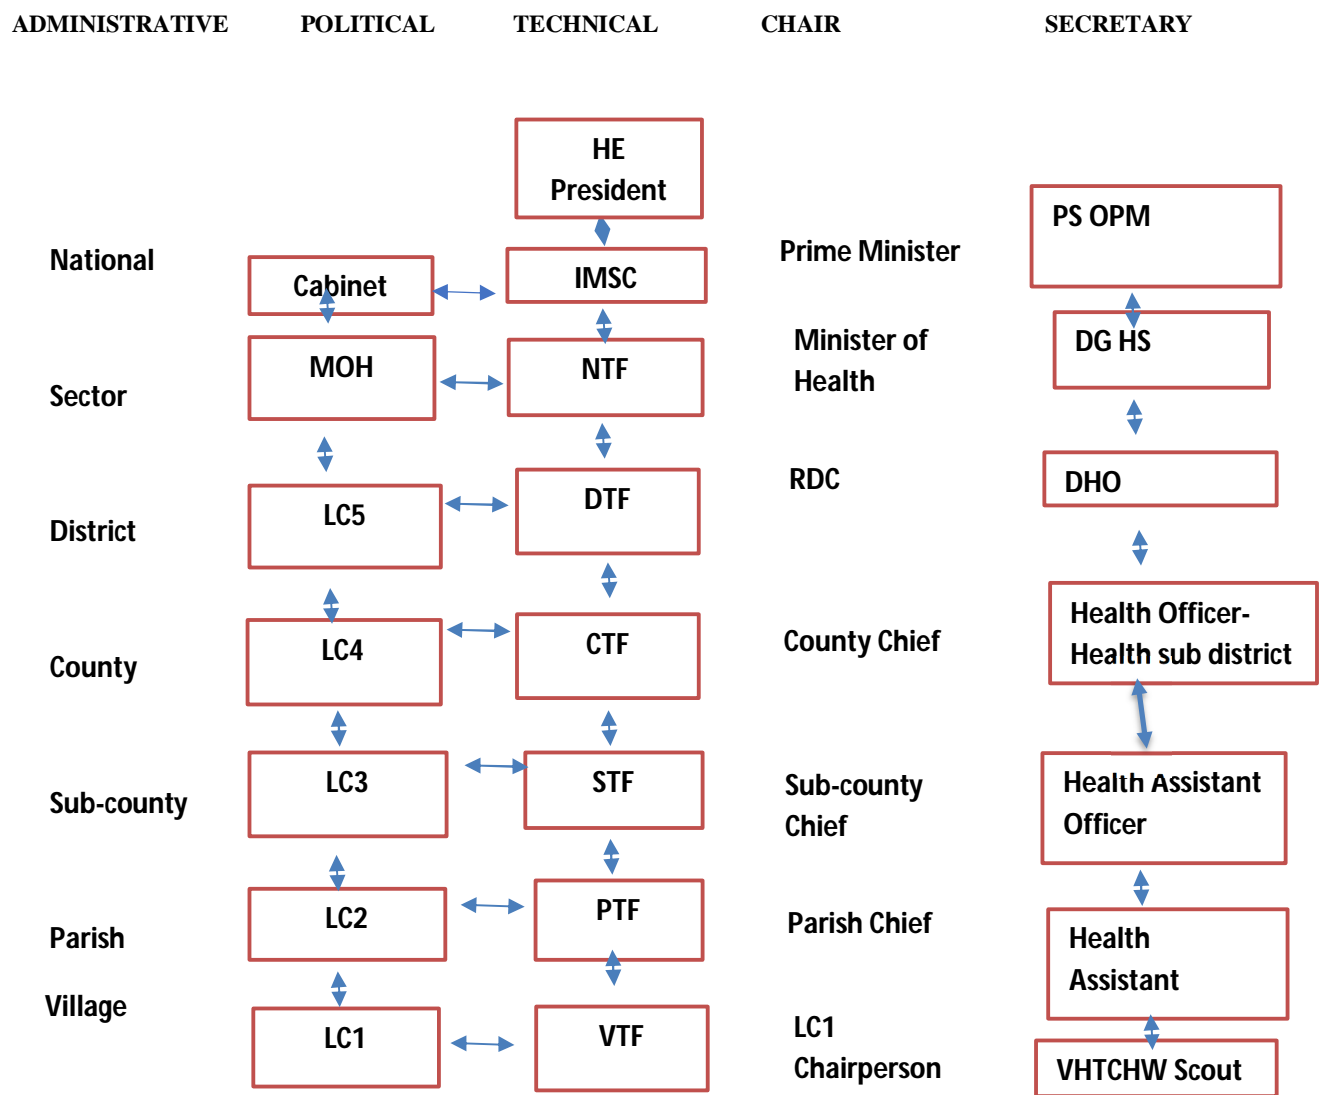 ADMINISTRATIVE POLITICAL TECHNICAL CHAIR SECRETARY
HE
President
PS OPM
National
Cabinet
IMSC
Prime Minister
Sector
MOH
NTF
Minister of
Health
DG HS
District
LC5
DTF
RDC
DHO
County
LC4
CTF
County Chief
Health Officer-
Health sub district
Sub-county
LC3
STF
Sub-county
Chief
Health Assistant
Officer
Parish
LC2
PTF
Parish Chief
Health
Assistant
Village
LC1
VTF
LC1
Chairperson
VHTCHW Scout